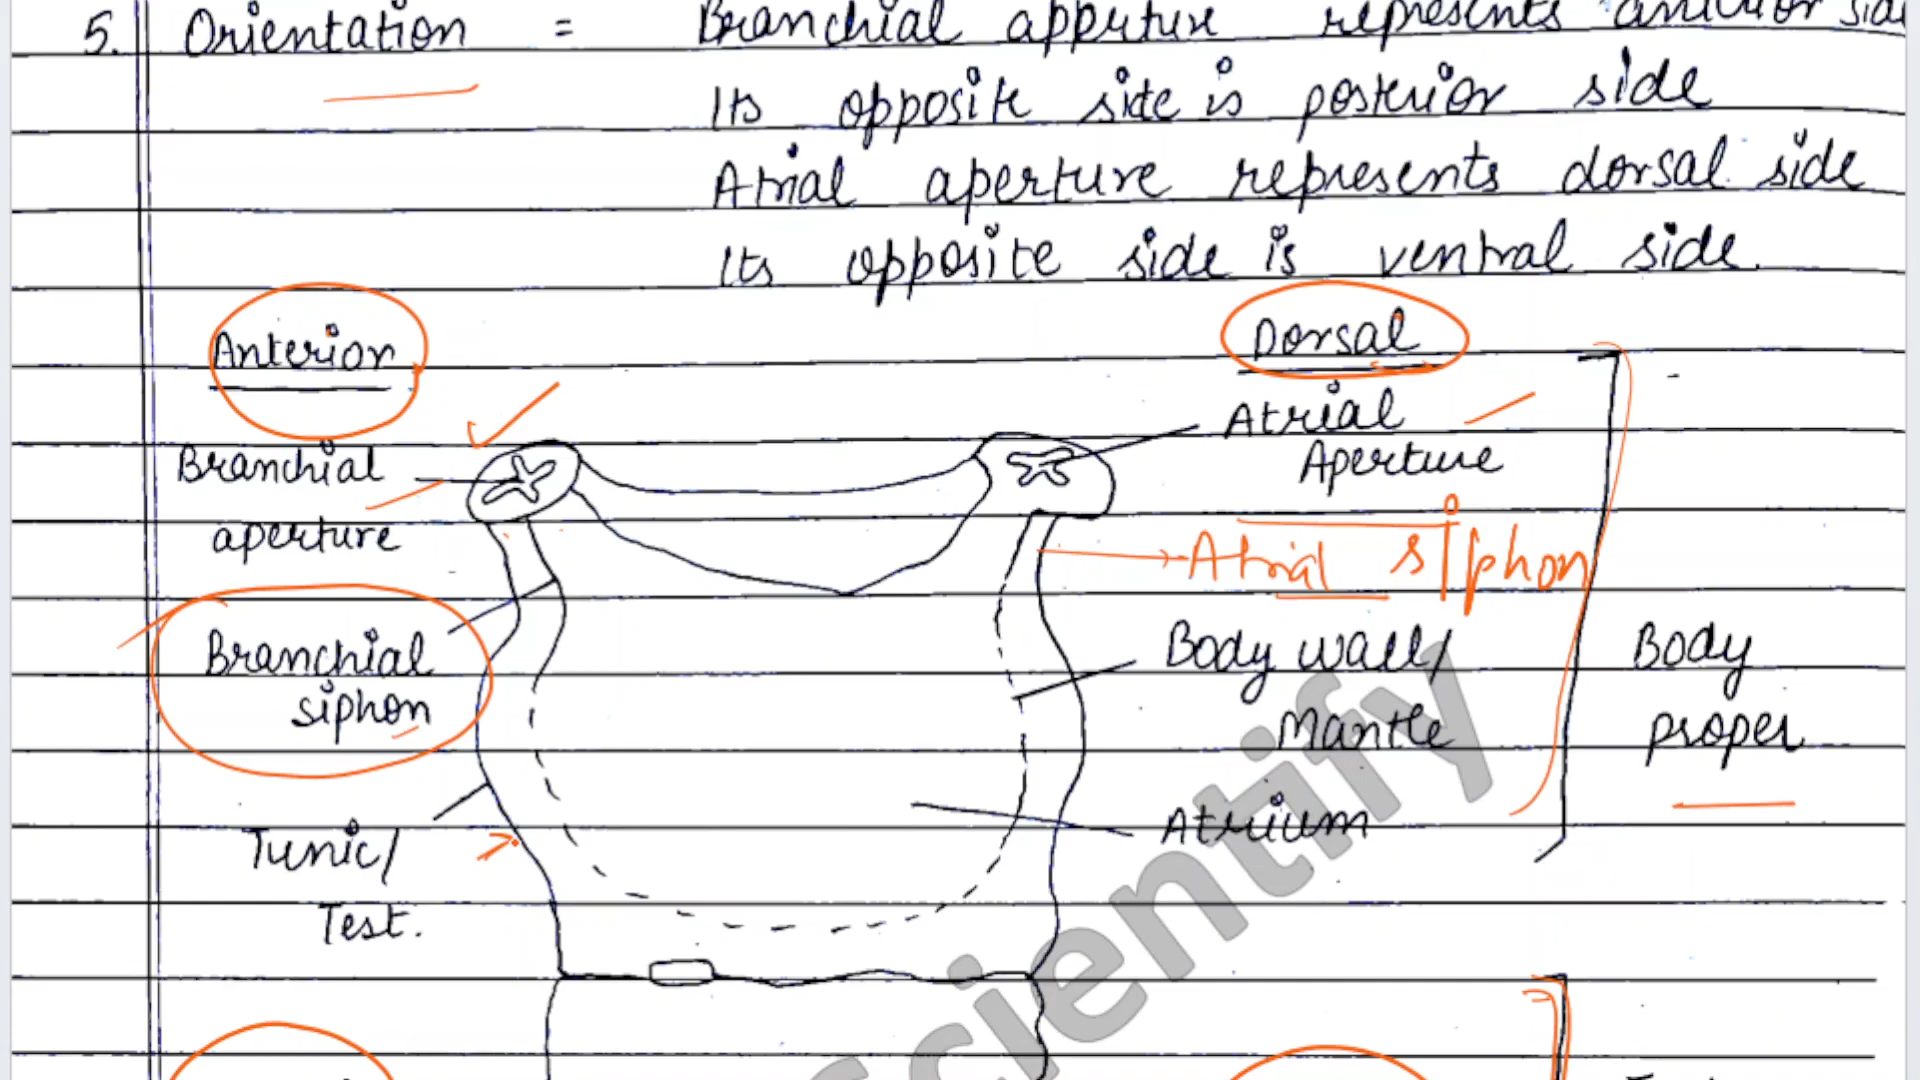 5. Orientation = Branchial apperture represents anterior side
Its opposite side is posterior side
Atrial aperture represents dorsal side
Its opposite side is ventral side.
Anterior
Dorsal
Branchial
aperture
Atrial
Aperture
Atrial siphon
Branchial
siphon
Body wall/
Mantle
Body
proper
Tunic/
Test.
Atrium
Scientify